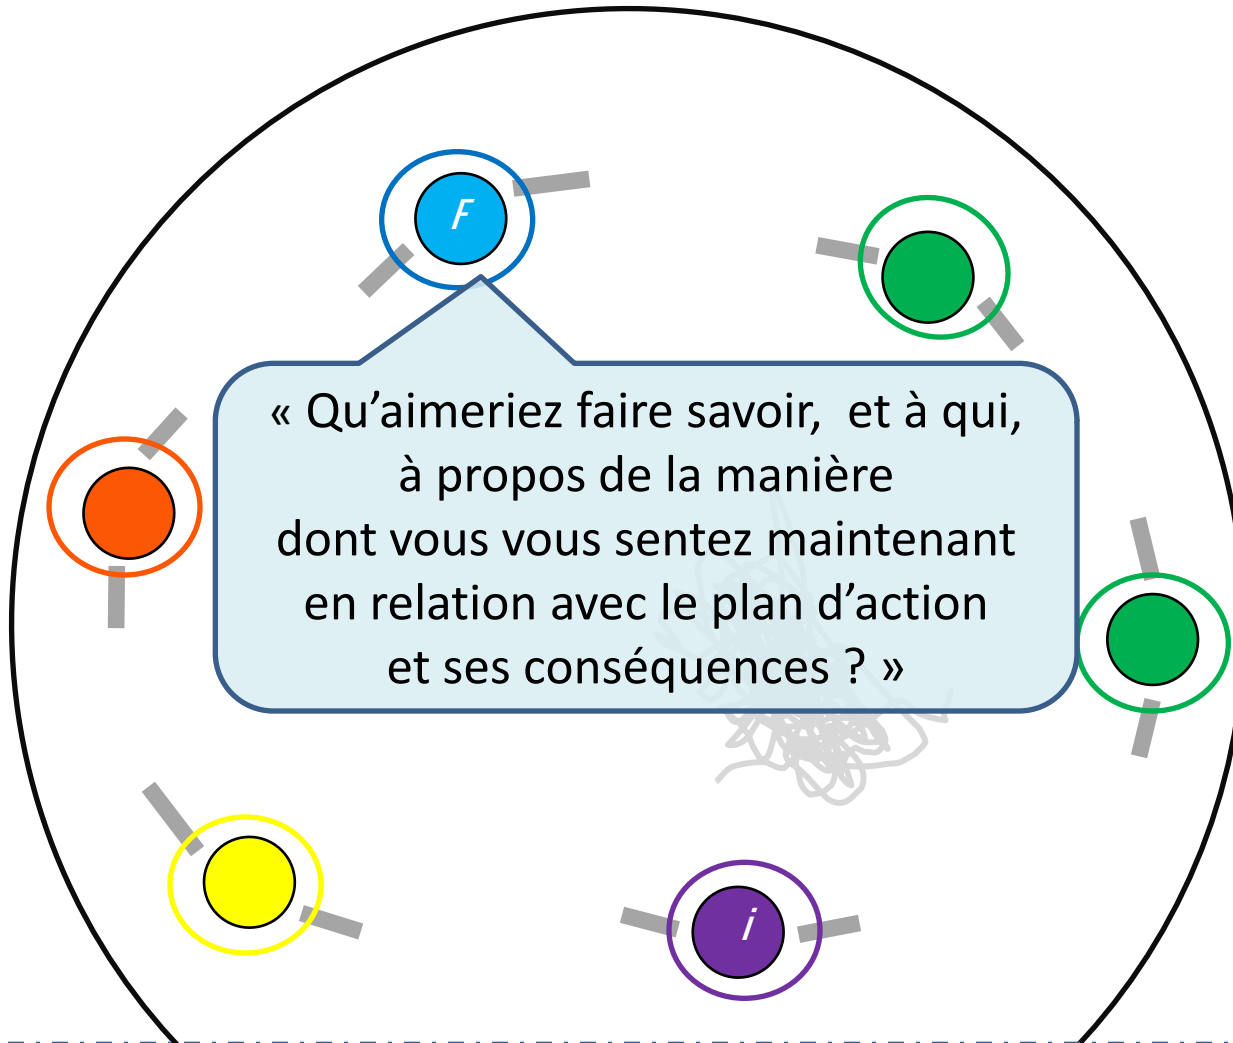 F
« Qu’aimeriez faire savoir,  et à qui,
à propos de la manière
dont vous vous sentez maintenant
en relation avec le plan d’action
et ses conséquences ? »
i